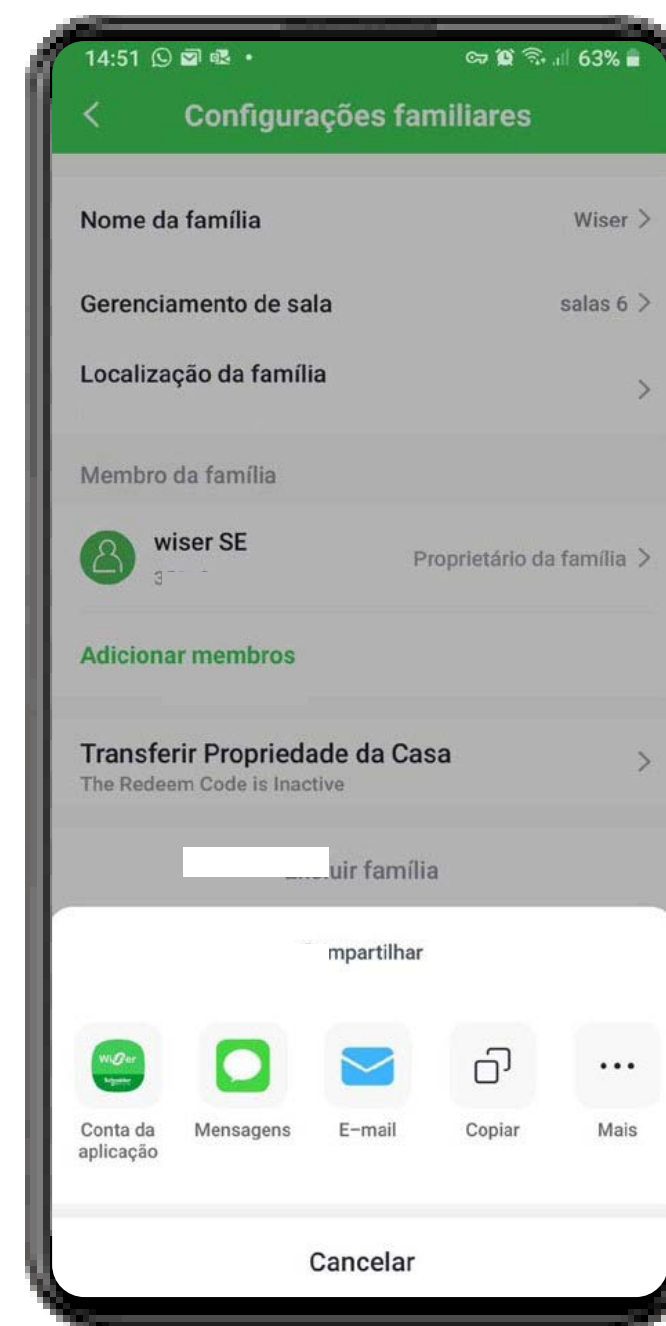 14:51
63%
Configurações familiares
Nome da família
Wiser
Gerenciamento de sala
salas 6
Localização da família
Membro da família
wiser SE
Proprietário da família
Adicionar membros
Transferir Propriedade da Casa
The Redeem Code is Inactive
família
Wiser
Schneider
Conta da
aplicação
Mensagens
E-mail
Copiar
Mais
Cancelar